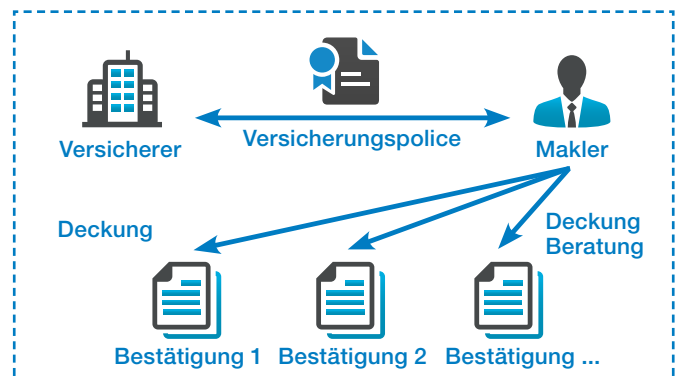 Versicherer
Versicherungspolice
Makler
Deckung
Deckung
Beratung
Bestätigung 1
Bestätigung 2
Bestätigung ...